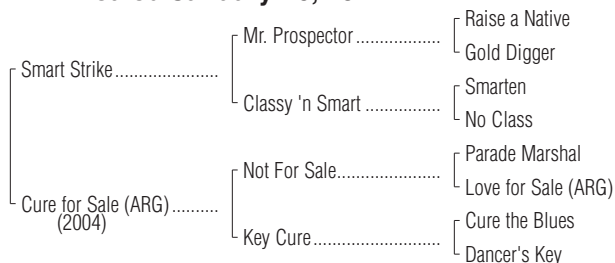 Raise a Native
Mr. Prospector
Gold Digger
Smart Strike
Smarten
Classy 'n Smart
No Class
Parade Marshal
Not For Sale
Love for Sale (ARG)
Cure for Sale (ARG)
(2004)
Cure the Blues
Key Cure
Dancer's Key